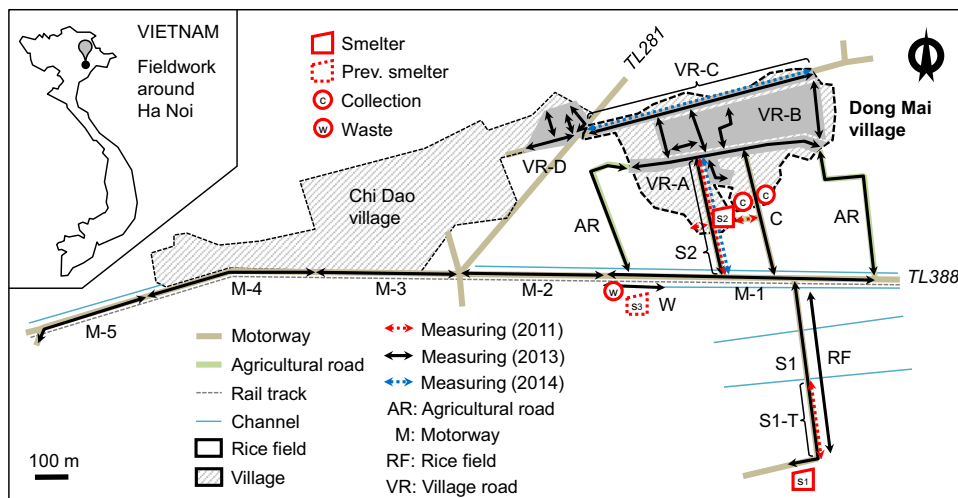 VIETNAM
Fieldwork
around
Ha Noi
Smelter
Prev. smelter
C Collection
W Waste
TL281
VR-C
VR-B
Dong Mai
village
VR-D
VR-A
Chi Dao
village
AR
S2
C
C
S2
C
AR
TL388
M-5
M-4
M-3
M-2
W
S3
W
M-1
S1
RF
S1-T
S1
Motorway
Agricultural road
Rail track
Channel
Rice field
Village
Measuring (2011)
Measuring (2013)
Measuring (2014)
AR: Agricultural road
M: Motorway
RF: Rice field
VR: Village road
100 m